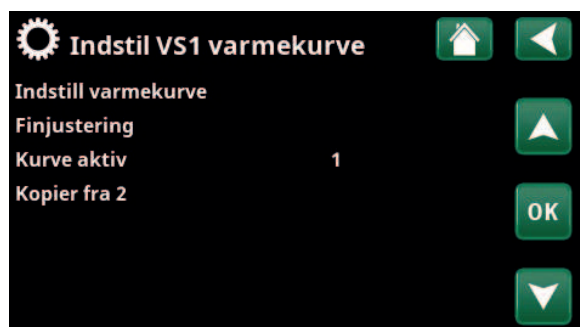 Indstil VS1 varmekurve
Indstill varmekurve
Finjustering
Kurve aktiv 1
Kopier fra 2
OK